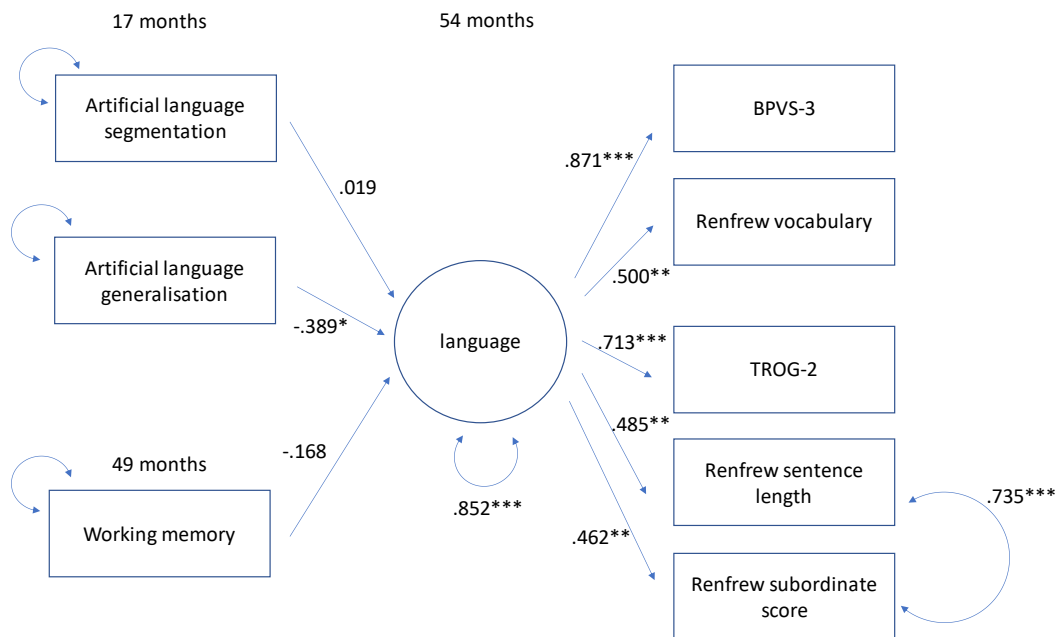 17 months
54 months
Artificial language
segmentation
BPVS-3
.871***
.019
Renfrew vocabulary
Artificial language
generalisation
.500**
-.389*
language
.713***
TROG-2
.485**
-.168
49 months
Renfrew sentence
length
.735***
.852***
Working memory
.462**
Renfrew subordinate
score